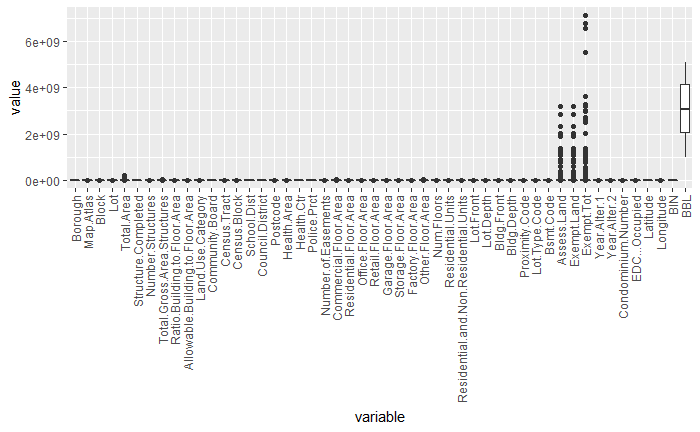 value
6e+09
4e+09
2e+09
0e+00
Borough
Map.Atlas
Block
Lot
Total.Area
Structure.Completed
Number.Structures
Total.Gross.Area.Structures
Ratio.Building.to.Floor.Area
Allowable.Building.to.Floor.Area
Land.Use.Category
Community.Board
Census.Tract
Census.Block
School.Dist
Council.District
Postcode
Health.Area
Health.Ctr
Police.Prct
Number.of.Easements
Commercial.Floor.Area
Residential.Floor.Area
Office.Floor.Area
Retail.Floor.Area
Garage.Floor.Area
Storage.Floor.Area
Factory.Floor.Area
Other.Floor.Area
Num.Floors
Residential.Units
Residential.and.Non.Residential.Units
Lot.Front
Lot.Depth
Bldg.Front
Bldg.Depth
Proximity.Code
Lot.Type.Code
Bsmt.Code
Assess.Land
Exempt.Land
Exempt.Tot
Year.Alter.1
Year.Alter.2
Condominium.Number
EDC...Occupied
Latitude
Longitude
BIN
BBL
variable